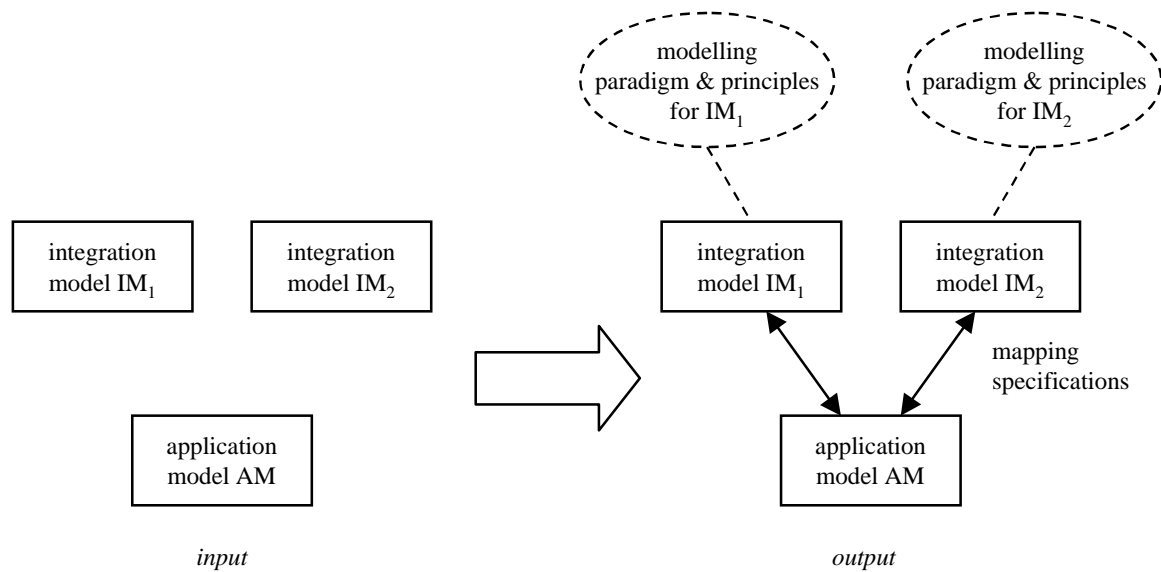 modelling
paradigm & principles
for IM₁
modelling
paradigm & principles
for IM₂
integration
model IM₁
integration
model IM₂
integration
model IM₁
integration
model IM₂
mapping
specifications
application
model AM
application
model AM
input
output